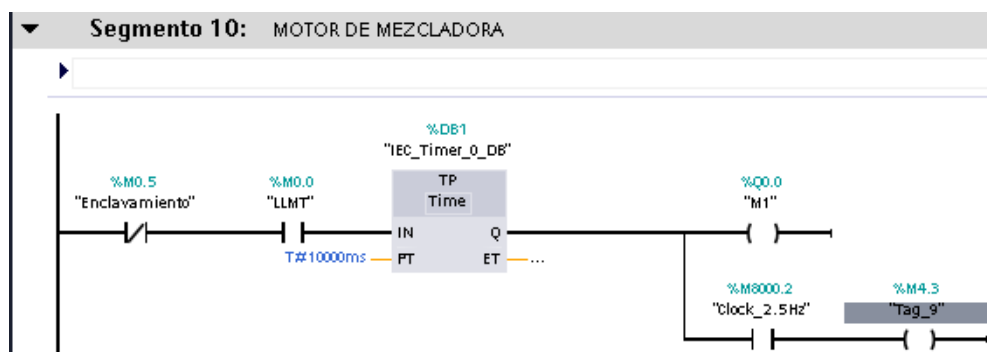 Segmento 10: MOTOR DE MEZCLADORA
%DB1
"IEC_Timer_0_DB"
%M0.5 %M0.0 TP %Q0.0
"Enclavamiento" "LLMT" Time "M1"
IN Q
T#10000ms PT ET ...
%M8000.2 %M4.3
"Clock_2.5Hz" "Tag_9"